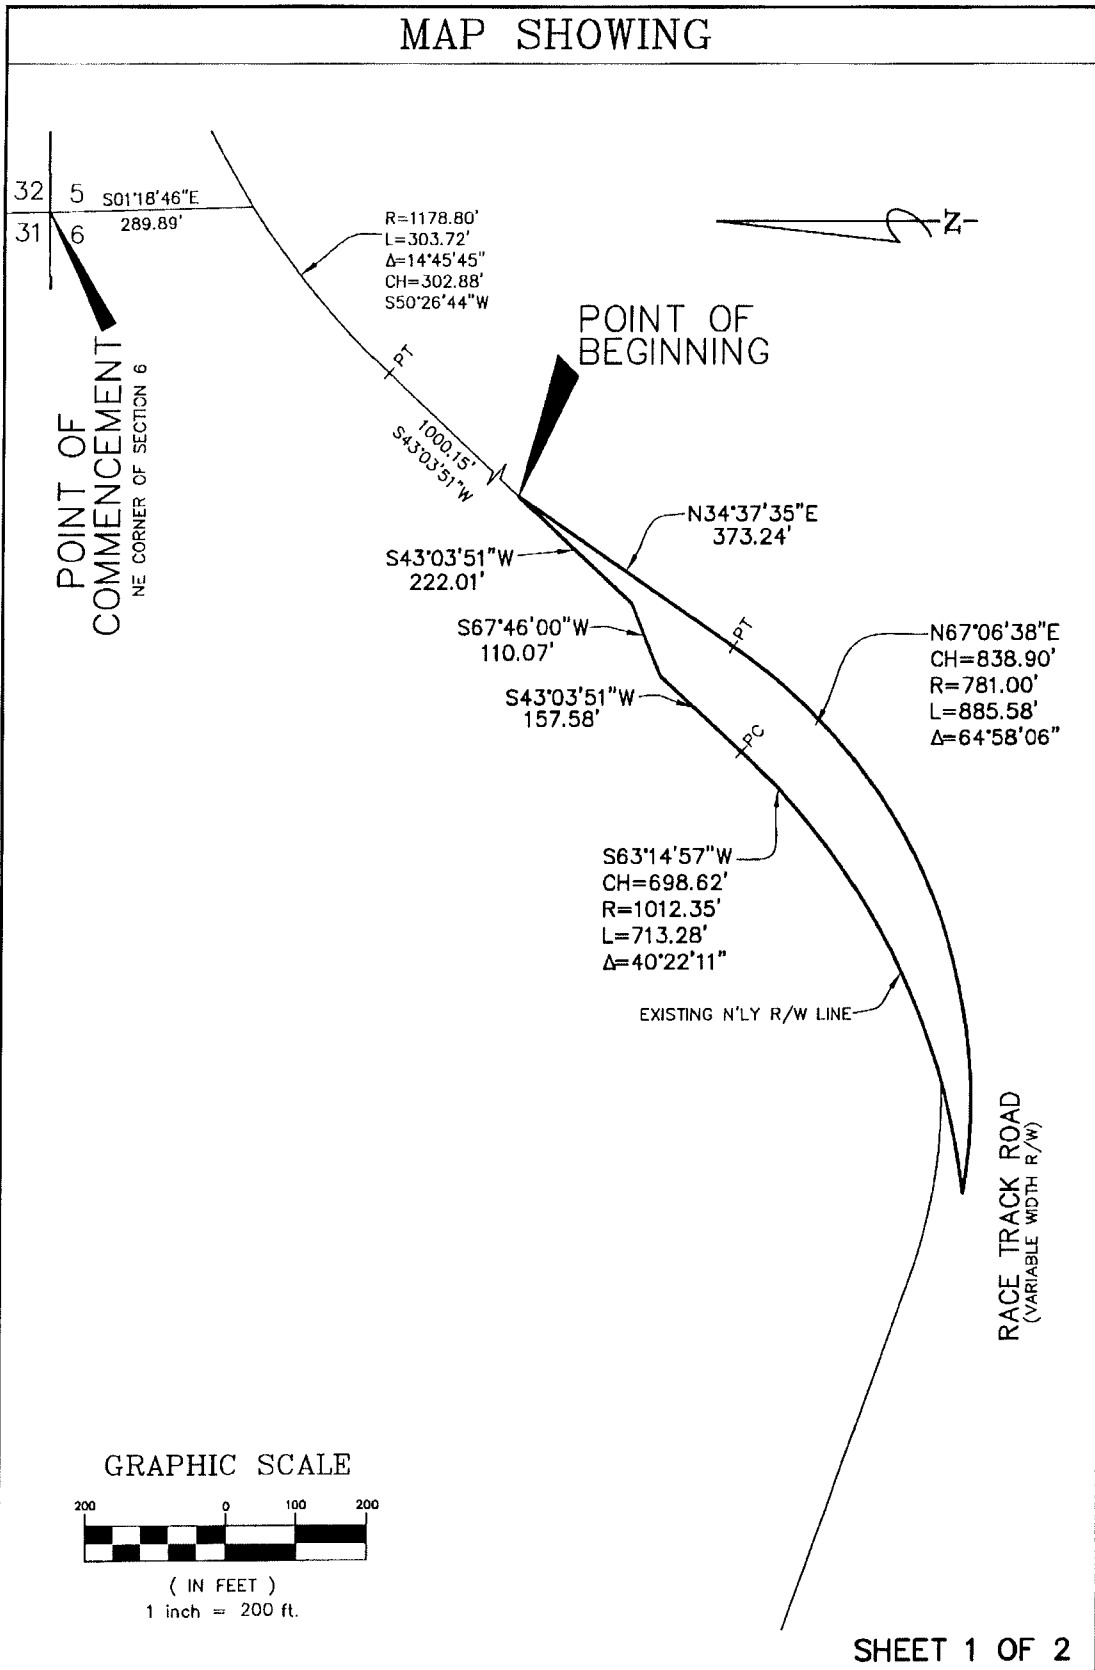 MAP SHOWING
32
5
S01°18'46"E
31
6
289.89'
R=1178.80'
L=303.72'
Δ=14°45'45"
CH=302.88'
S50°26'44"W
N
POINT OF
BEGINNING
PT
POINT OF
COMMENCEMENT
NE CORNER OF SECTION 6
1000.15'
S43°03'51"W
N34°37'35"E
373.24'
S43°03'51"W
222.01'
S67°46'00"W
110.07'
PT
N67°06'38"E
CH=838.90'
R=781.00'
L=885.58'
Δ=64°58'06"
S43°03'51"W
157.58'
PC
S63°14'57"W
CH=698.62'
R=1012.35'
L=713.28'
Δ=40°22'11"
EXISTING N'LY R/W LINE
RACE TRACK ROAD
(VARIABLE WIDTH R/W)
GRAPHIC SCALE
200 0 100 200
( IN FEET )
1 inch = 200 ft.
SHEET 1 OF 2